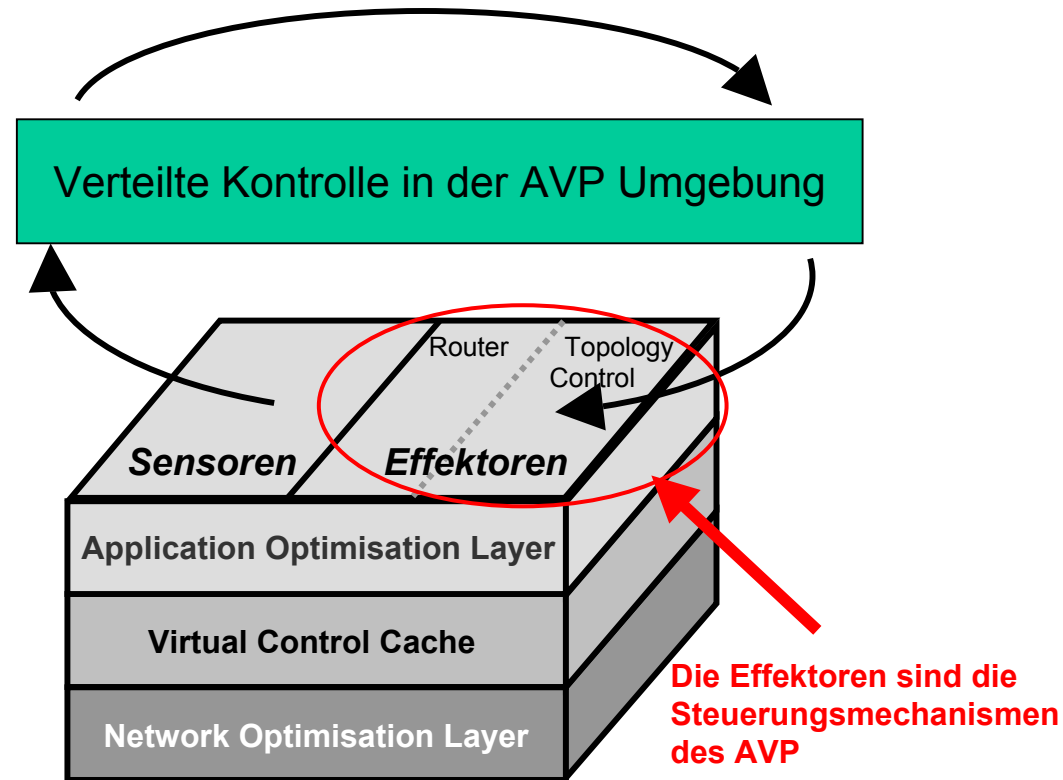 Verteilte Kontrolle in der AVP Umgebung
Router Topology
Control
Sensoren Effektoren
Application Optimisation Layer
Virtual Control Cache
Network Optimisation Layer
Die Effektoren sind die
Steuerungsmechanismen
des AVP